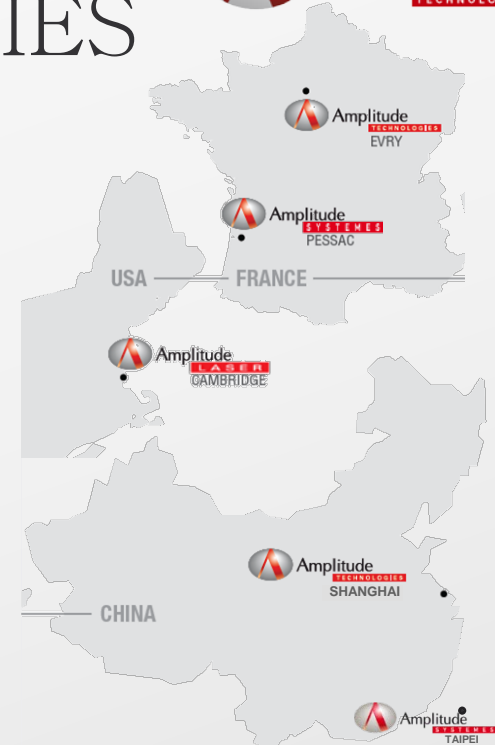 IES
Amplitude
TECHNOLOGIES
EVRY
Amplitude
SYSTEMES
PESSAC
USA
FRANCE
Amplitude
LASER
CAMBRIDGE
Amplitude
TECHNOLOGIES
SHANGHAI
CHINA
Amplitude
SYSTEMES
TAIPEI